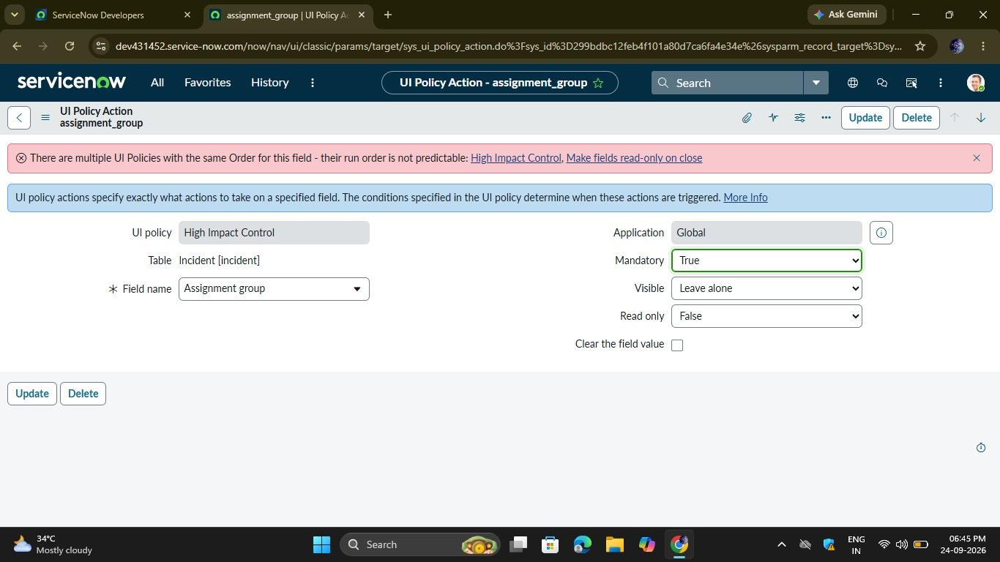 ServiceNow Developers
assignment_group | UI Policy Ac
Ask Gemini
dev431452.service-now.com/now/nav/ui/classic/params/target/sys_ui_policy_action.do%3Fsys_id%3D299bdbc12feb4f101a80d7ca6fa4e34e%26sysparm_record_target%3Dsy...
servicenow
All
Favorites
History
UI Policy Action - assignment_group
Search
UI Policy Action
assignment_group
Update
Delete
There are multiple UI Policies with the same Order for this field - their run order is not predictable: High Impact Control, Make fields read-only on close
UI policy actions specify exactly what actions to take on a specified field. The conditions specified in the UI policy determine when these actions are triggered. More Info
UI policy High Impact Control
Application Global
Table Incident [incident]
Mandatory True
Field name Assignment group
Visible Leave alone
Read only False
Clear the field value
Update
Delete
34°C
Mostly cloudy
Search
ENG
IN
06:45 PM
24-09-2026